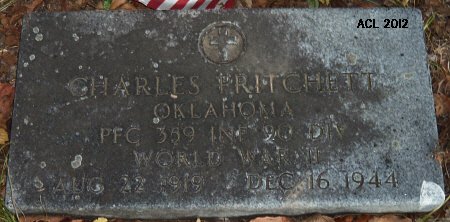 ACL 2012
CHARLES PRITCHETT
OKLAHOMA
PFC 359 INF 90 DIV
WORLD WAR II
AUG 22 1919 DEC 16 1944